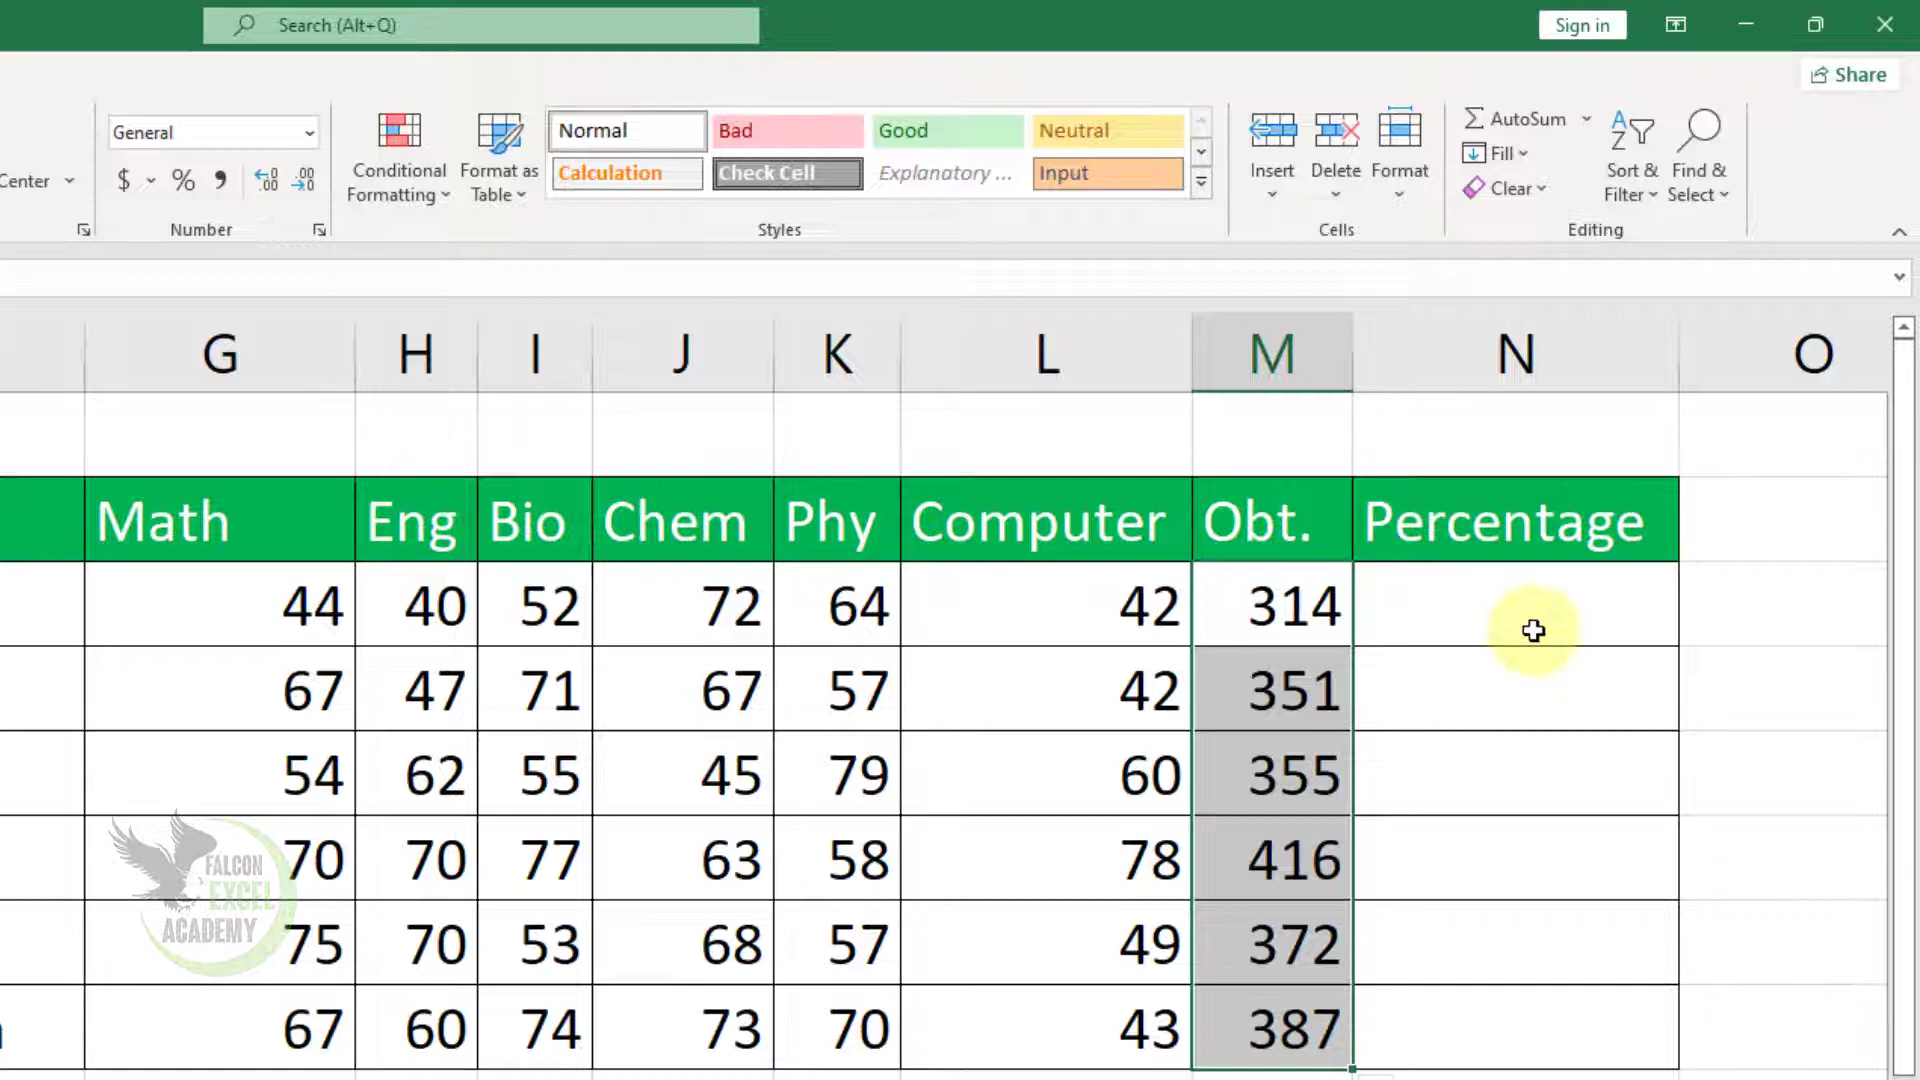 Search (Alt+Q) Sign in
Share
General Conditional Formatting Format as Table Normal Bad Good Neutral AutoSum
Center $ % , .00 Calculation Check Cell Explanatory ... Input Insert Delete Format Fill Clear Sort & Filter Find & Select
Number Styles Cells Editing
G H I J K L M N O
Math Eng Bio Chem Phy Computer Obt. Percentage
44 40 52 72 64 42 314
67 47 71 67 57 42 351
54 62 55 45 79 60 355
70 70 77 63 58 78 416
75 70 53 68 57 49 372
67 60 74 73 70 43 387
FALCON
EXCEL
ACADEMY